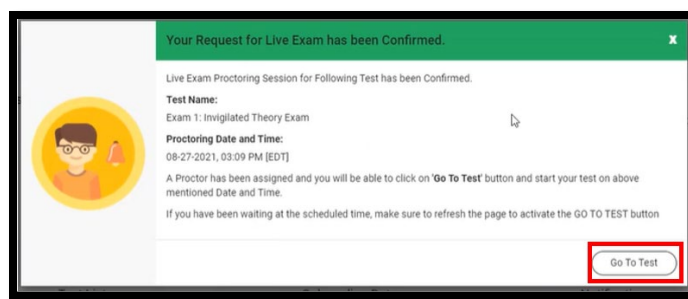 Your Request for Live Exam has been Confirmed.
X
Live Exam Proctoring Session for Following Test has been Confirmed.
Test Name:
Exam 1: Invigilated Theory Exam
Proctoring Date and Time:
08-27-2021, 03:09 PM [EDT]
A Proctor has been assigned and you will be able to click on 'Go To Test' button and start your test on above
mentioned Date and Time.
If you have been waiting at the scheduled time, make sure to refresh the page to activate the GO TO TEST button
Go To Test